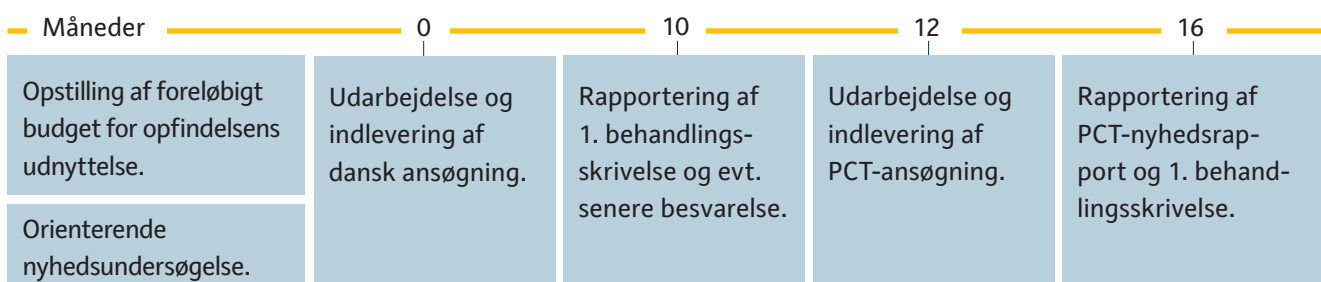 Måneder 0 10 12 16
Opstilling af foreløbigt
budget for opfindelsens
udnyttelse.
Orienterende
nyhedsundersøgelse.
Udarbejdelse og
indlevering af
dansk ansøgning.
Rapportering af
1. behandlings-
skrivelse og evt.
senere besvarelse.
Udarbejdelse og
indlevering af
PCT-ansøgning.
Rapportering af
PCT-nyhedsrap-
port og 1. behand-
lingsskrivelse.